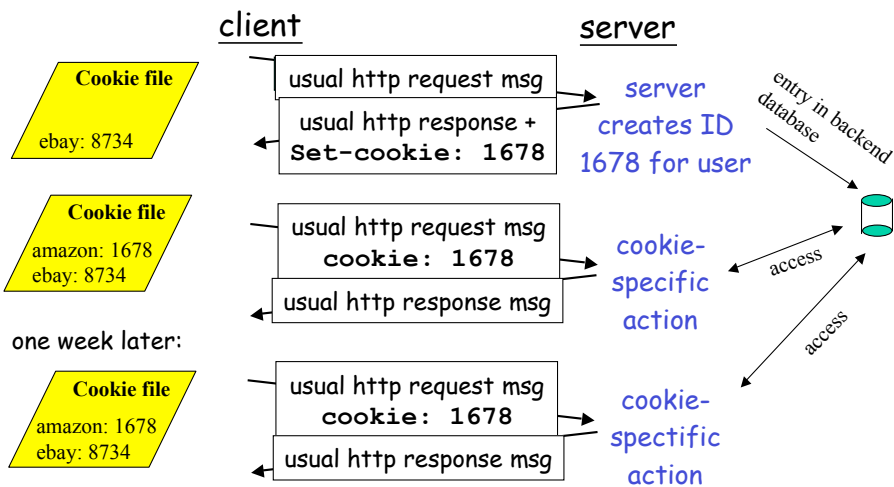 client
server
Cookie file
ebay: 8734
usual http request msg
usual http response +
Set-cookie: 1678
server
creates ID
1678 for user
entry in backend
database
Cookie file
amazon: 1678
ebay: 8734
usual http request msg
cookie: 1678
usual http response msg
cookie-
specific
action
access
access
one week later:
Cookie file
amazon: 1678
ebay: 8734
usual http request msg
cookie: 1678
usual http response msg
cookie-
spectific
action